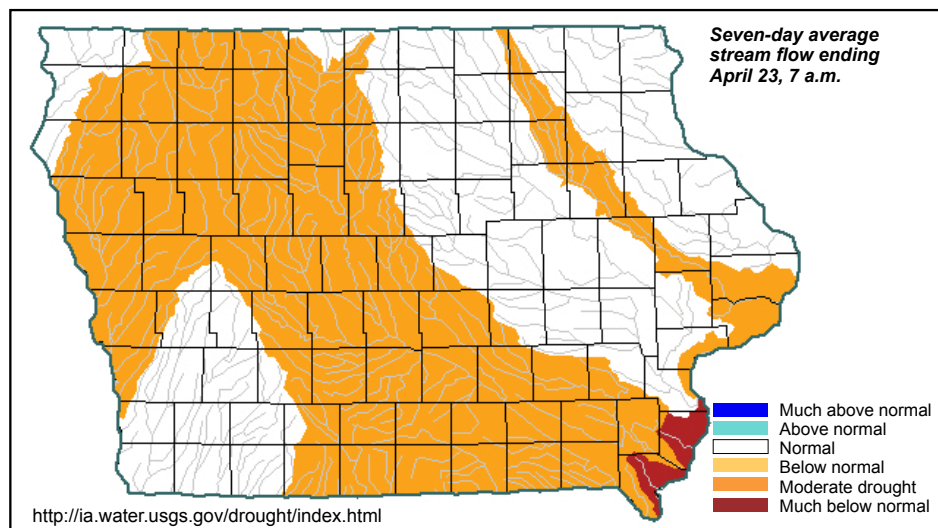 Seven-day average
stream flow ending
April 23, 7 a.m.
Much above normal
Above normal
Normal
Below normal
Moderate drought
Much below normal
http://ia.water.usgs.gov/drought/index.html